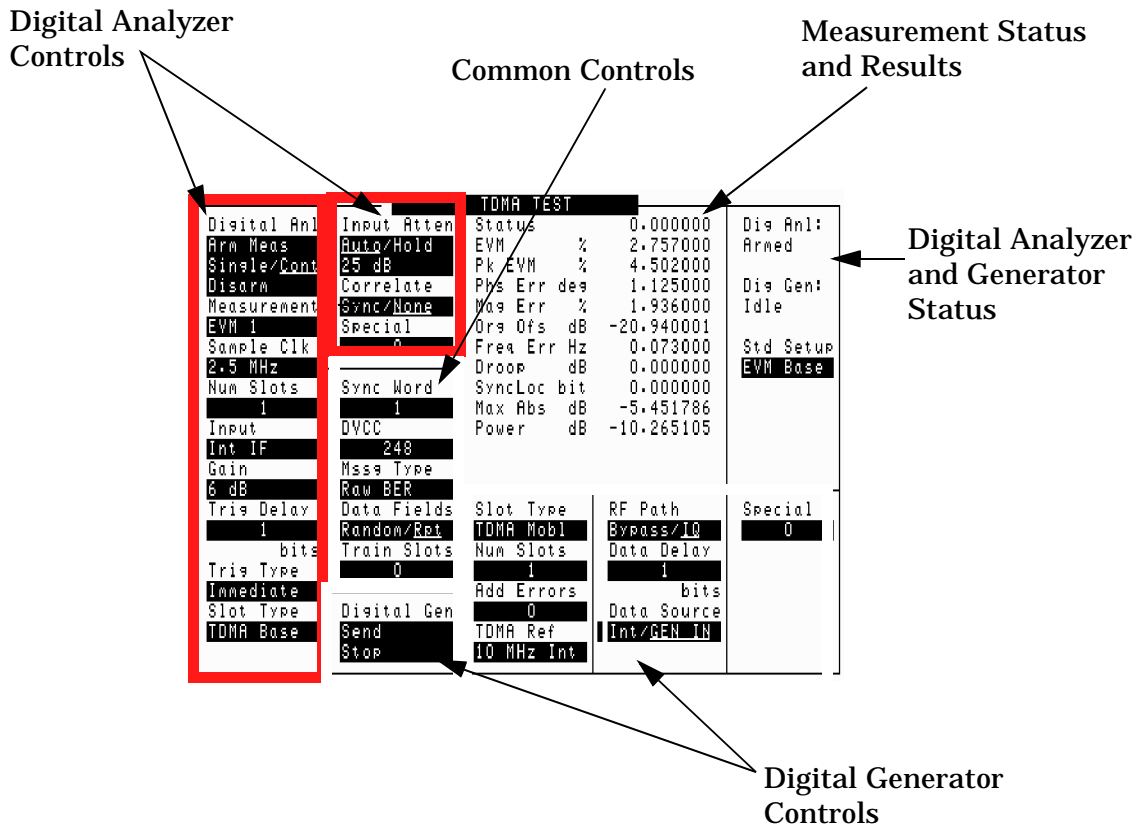 Digital Analyzer
Controls
Common Controls
Measurement Status
and Results
Digital Analyzer
and Generator
Status
Digital Generator
Controls
TDMA TEST
Digital Anl
Arm Meas
Single/Cont
Disarm
Measurement
EVM 1
Sample Clk
2.5 MHz
Num Slots
1
Input
Int IF
Gain
6 dB
Trig Delay
1
bits
Trig Type
Immediate
Slot Type
TDMA Base
Input Atten
Auto/Hold
25 dB
Correlate
Sync/None
Special
0
Sync Word
1
DVCC
248
Mssg Type
Raw BER
Data Fields
Random/Rpt
Train Slots
0
Digital Gen
Send
Stop
Status 0.000000
EVM % 2.757000
Pk EVM % 4.502000
Phs Err deg 1.125000
Mag Err % 1.936000
Org Ofs dB -20.940001
Freq Err Hz 0.073000
Droop dB 0.000000
SyncLoc bit 0.000000
Max Abs dB -5.451786
Power dB -10.265105
Slot Type
TDMA Mobl
Num Slots
1
Add Errors
0
TDMA Ref
10 MHz Int
RF Path
Bypass/IQ
Data Delay
1
bits
Data Source
Int/GEN IN
Dig Anl:
Armed
Dig Gen:
Idle
Std Setup
EVM Base
Special
0